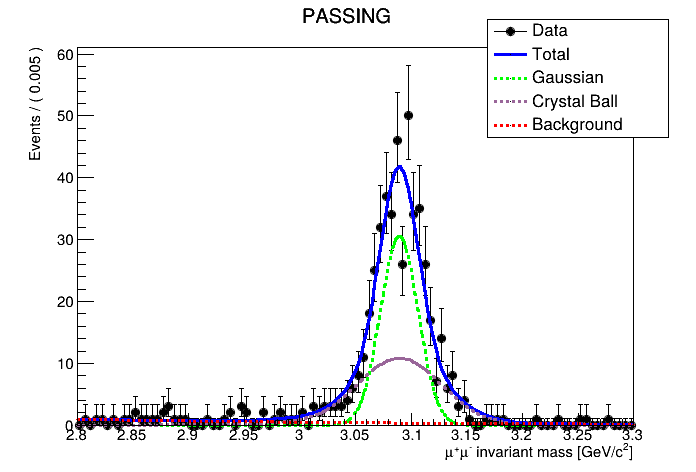 PASSING
Data
Total
Gaussian
Crystal Ball
Background
Events / ( 0.005 )
60
50
40
30
20
10
0
2.8 2.85 2.9 2.95 3 3.05 3.1 3.15 3.2 3.25 3.3
μ⁺μ⁻ invariant mass [GeV/c²]